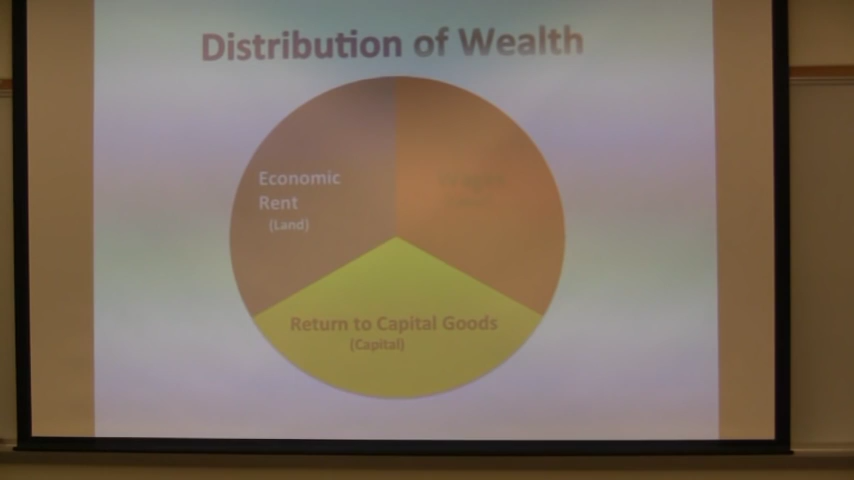 Distribution of Wealth
Economic
Rent
(Land)
Return to Capital Goods
(Capital)